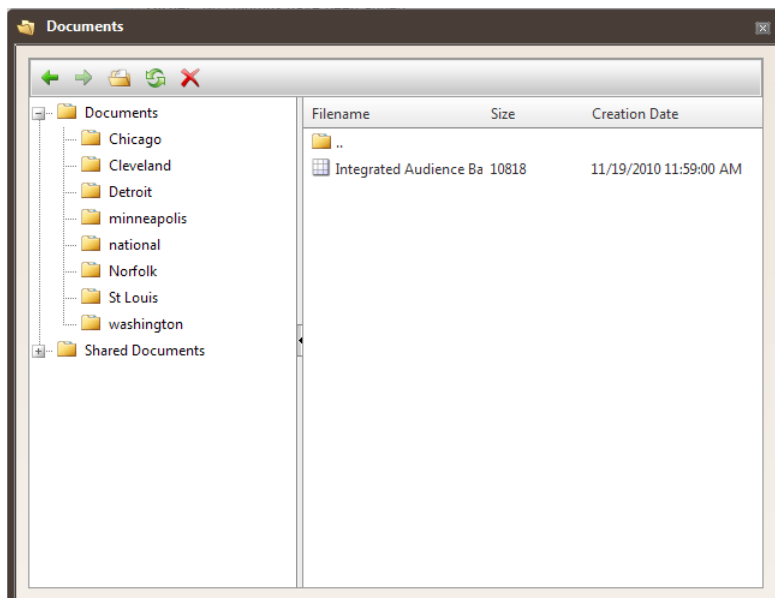 Documents
Documents
Chicago
Cleveland
Detroit
minneapolis
national
Norfolk
St Louis
washington
Shared Documents
Filename Size Creation Date
..
Integrated Audience Ba 10818 11/19/2010 11:59:00 AM